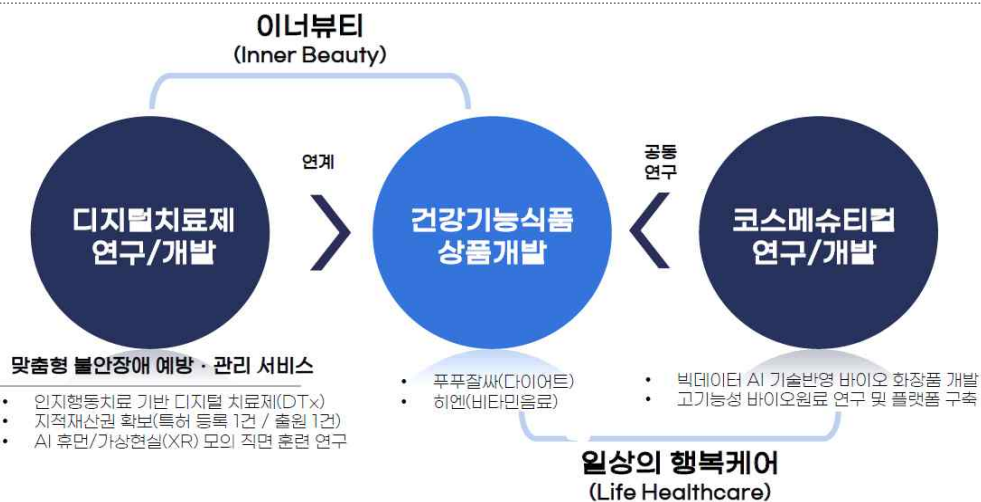 이너뷰티
(Inner Beauty)
연계
공동
연구
디지털치료제
연구/개발
건강기능식품
상품개발
코스메슈티컬
연구/개발
맞춤형 불안장애 예방 · 관리 서비스
• 인지행동치료 기반 디지털 치료제(DTx)
• 지적재산권 확보(특허 등록 1건 / 출원 1건)
• AI 휴먼/가상현실(XR) 모의 직면 훈련 연구
• 푸푸잘싸(다이어트)
• 히엔(비타민음료)
• 빅데이터 AI 기술반영 바이오 화장품 개발
• 고기능성 바이오원료 연구 및 플랫폼 구축
일상의 행복케어
(Life Healthcare)